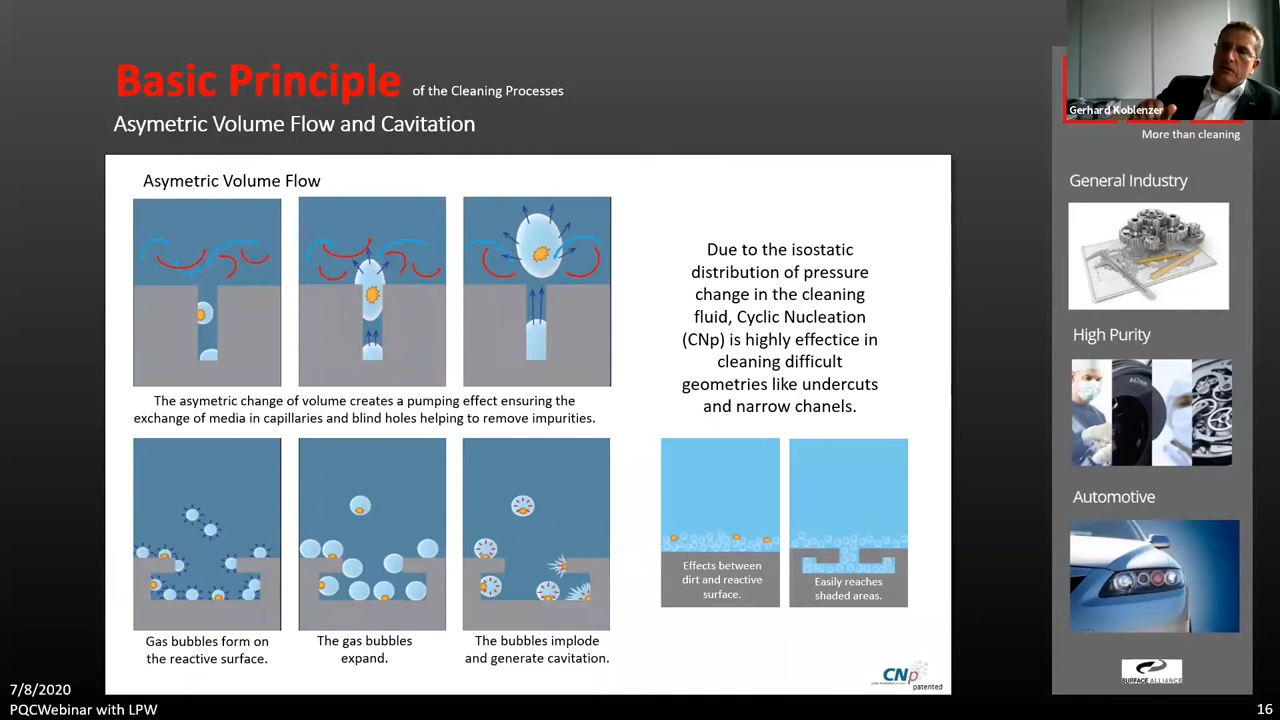 Basic Principle of the Cleaning Processes
Asymetric Volume Flow and Cavitation
Asymetric Volume Flow
The asymetric change of volume creates a pumping effect ensuring the
exchange of media in capillaries and blind holes helping to remove impurities.
Gas bubbles form on
the reactive surface.
The gas bubbles
expand.
The bubbles implode
and generate cavitation.
Due to the isostatic
distribution of pressure
change in the cleaning
fluid, Cyclic Nucleation
(CNp) is highly effectice in
cleaning difficult
geometries like undercuts
and narrow chanels.
Effects between
dirt and reactive
surface.
Easily reaches
shaded areas.
CNp
patented
Gerhard Koblenzer
More than cleaning
General Industry
High Purity
Automotive
SURFACE ALLIANCE
7/8/2020
PQCWebinar with LPW
16